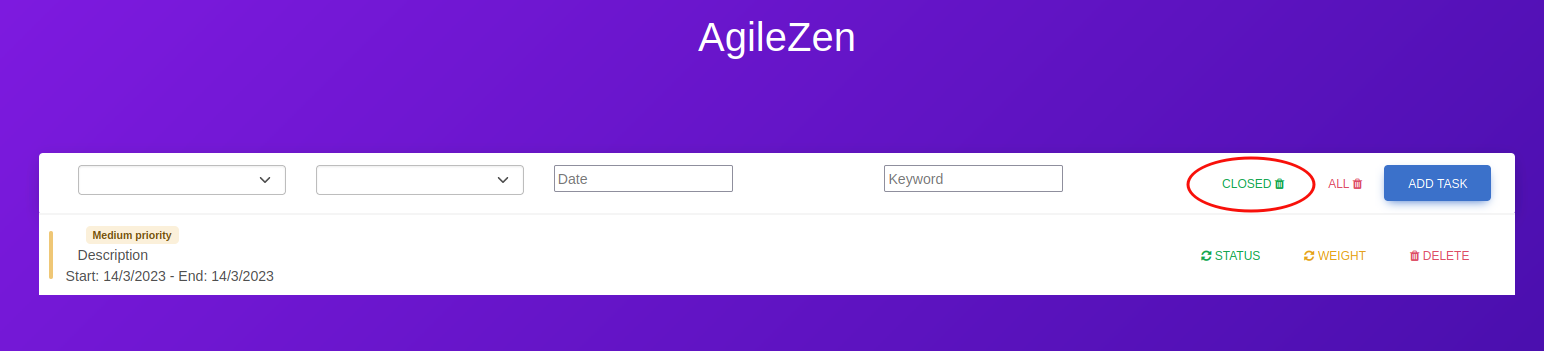 AgileZen
Date
Keyword
CLOSED
ALL
ADD TASK
Medium priority
Description
Start: 14/3/2023 - End: 14/3/2023
STATUS
WEIGHT
DELETE